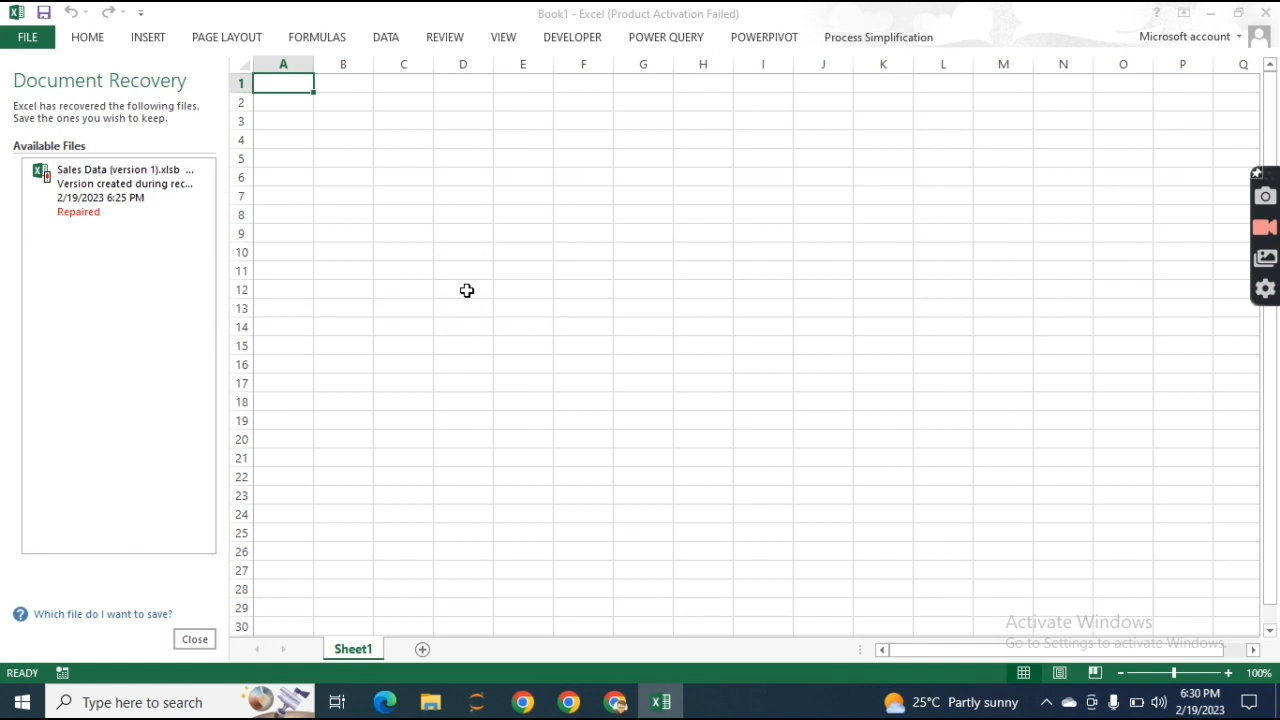 Book1 - Excel (Product Activation Failed)
?
FILE HOME INSERT PAGE LAYOUT FORMULAS DATA REVIEW VIEW DEVELOPER POWER QUERY POWERPIVOT Process Simplification Microsoft account
Document Recovery
Excel has recovered the following files.
Save the ones you wish to keep.
Available Files
Sales Data (version 1).xlsb ...
Version created during rec...
2/19/2023 6:25 PM
Repaired
? Which file do I want to save?
Close
A B C D E F G H I J K L M N O P Q
1
2
3
4
5
6
7
8
9
10
11
12
13
14
15
16
17
18
19
20
21
22
23
24
25
26
27
28
29
30
Activate Windows
Go to Settings to activate Windows.
Sheet1
READY 100%
Type here to search 25°C Partly sunny 6:30 PM
2/19/2023